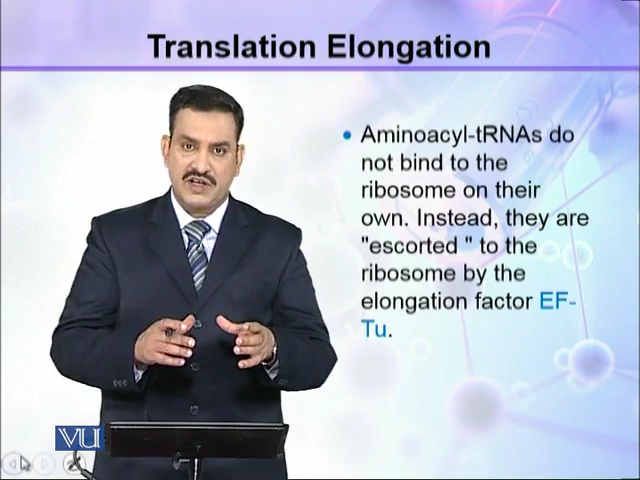 Translation Elongation
• Aminoacyl-tRNAs do
not bind to the
ribosome on their
own. Instead, they are
"escorted " to the
ribosome by the
elongation factor EF-
Tu.
VU